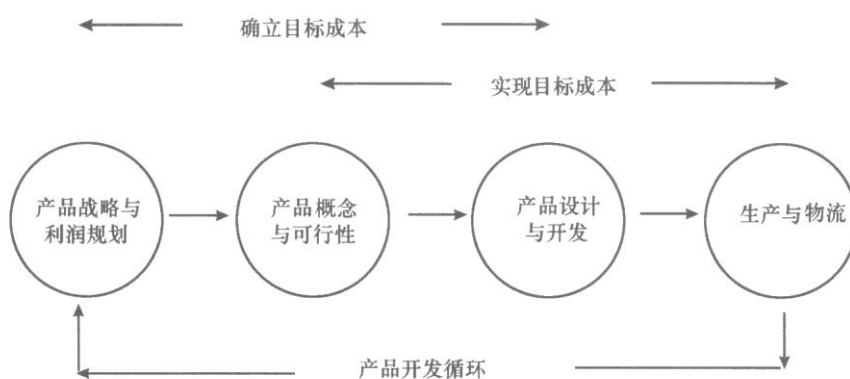 确立目标成本
实现目标成本
产品战略与
利润规划
产品概念
与可行性
产品设计
与开发
生产与物流
产品开发循环